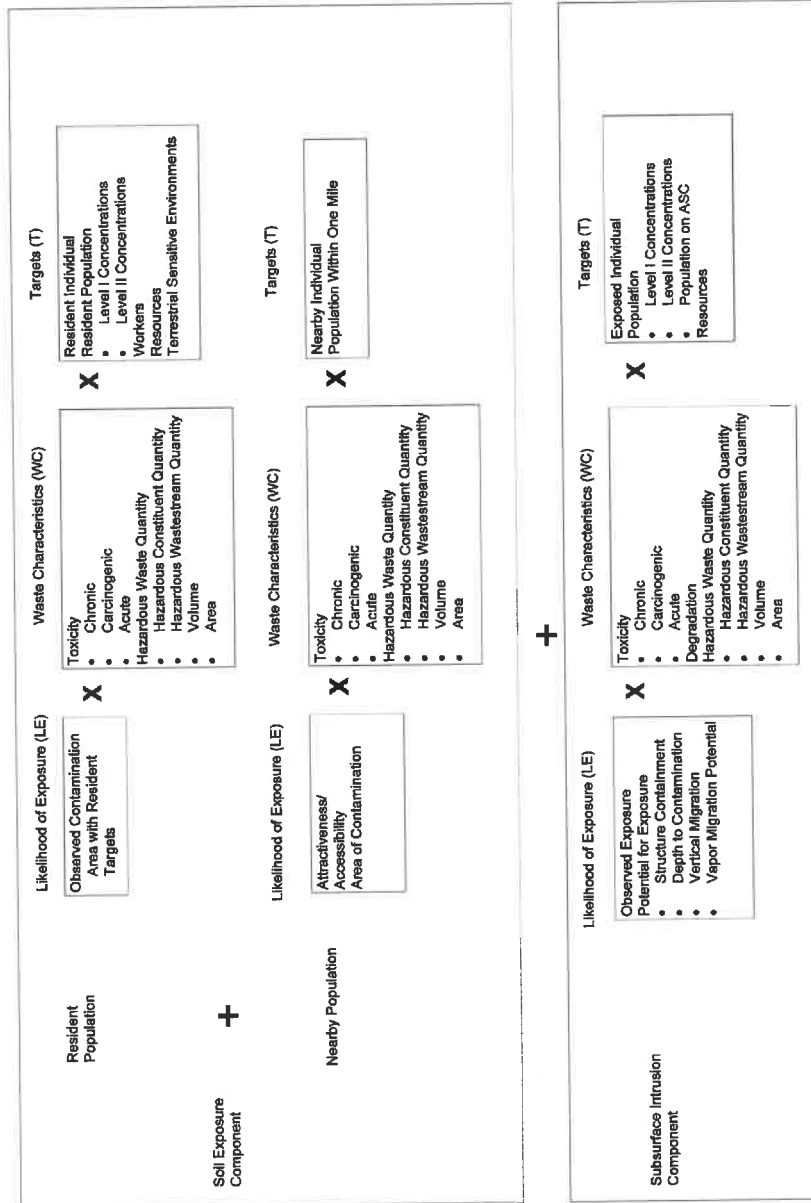 Soil Exposure
Component
Resident
Population
+
Nearby Population
Likelihood of Exposure (LE)
Observed Contamination
Area with Resident
Targets
X
Waste Characteristics (WC)
Toxicity
• Chronic
• Carcinogenic
• Acute
Hazardous Waste Quantity
• Hazardous Constituent Quantity
• Hazardous Wastestream Quantity
• Volume
• Area
X
Targets (T)
Resident Individual
Resident Population
• Level I Concentrations
• Level II Concentrations
Workers
Resources
Terrestrial Sensitive Environments
Likelihood of Exposure (LE)
Attractiveness/
Accessibility
Area of Contamination
X
Waste Characteristics (WC)
Toxicity
• Chronic
• Carcinogenic
• Acute
Hazardous Waste Quantity
• Hazardous Constituent Quantity
• Hazardous Wastestream Quantity
• Volume
• Area
X
Targets (T)
Nearby Individual
Population Within One Mile
+
Subsurface Intrusion
Component
Likelihood of Exposure (LE)
Observed Exposure
Potential for Exposure
• Structure Containment
• Depth to Contamination
• Vertical Migration
• Vapor Migration Potential
X
Waste Characteristics (WC)
Toxicity
• Chronic
• Carcinogenic
• Acute
Degradation
Hazardous Waste Quantity
• Hazardous Constituent Quantity
• Hazardous Wastestream Quantity
• Volume
• Area
X
Targets (T)
Exposed Individual
Population
• Level I Concentrations
• Level II Concentrations
• Population on ASC
Resources